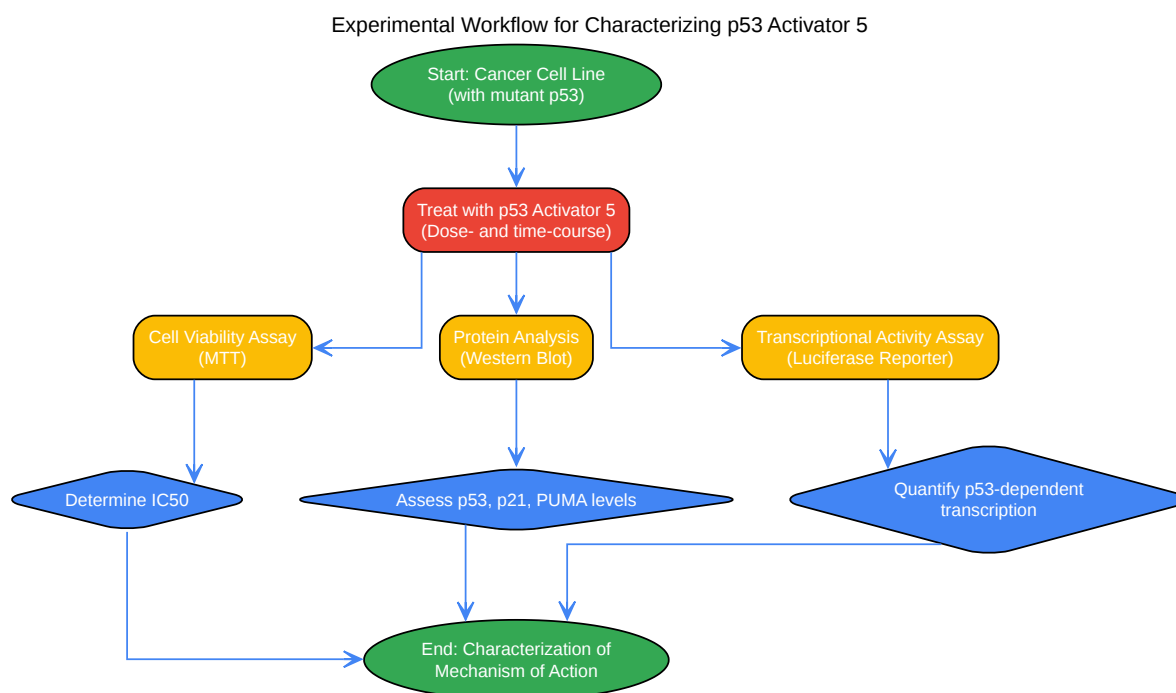 Experimental Workflow for Characterizing p53 Activator 5
Start: Cancer Cell Line
(with mutant p53)
Treat with p53 Activator 5
(Dose- and time-course)
Cell Viability Assay
(MTT)
Protein Analysis
(Western Blot)
Transcriptional Activity Assay
(Luciferase Reporter)
Determine IC50
Assess p53, p21, PUMA levels
Quantify p53-dependent
transcription
End: Characterization of
Mechanism of Action